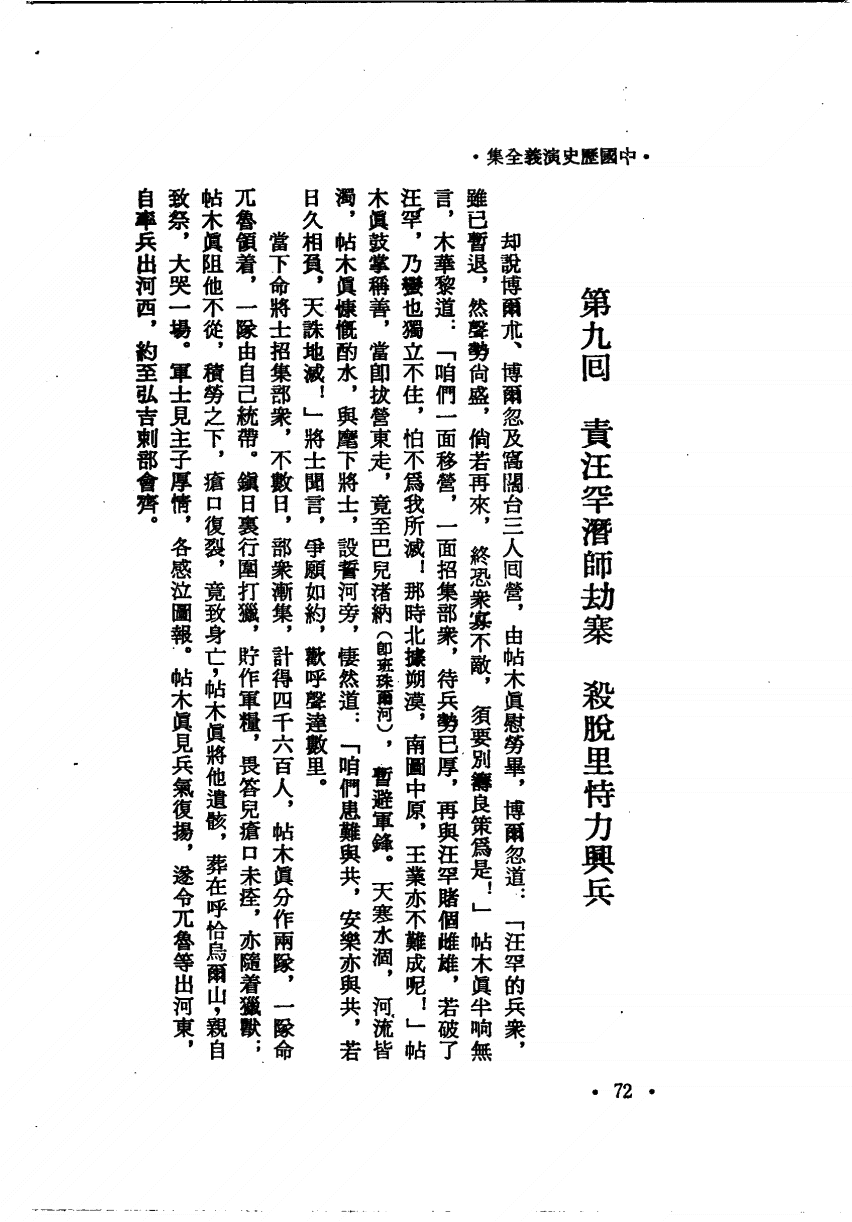 •中國歷史演義全集•
第九回　責汪罕潛師劫寨　殺脫里恃力興兵
却說博爾朮、博爾忽及窩闊台三人回營，由帖木眞慰勞畢，博爾忽道：「汪罕的兵衆，
雖已暫退，然聲勢尙盛，倘若再來，終恐衆寡不敵，須要別籌良策爲是！」帖木眞半晌無
言，木華黎道：「咱們一面移營，一面招集部衆，待兵勢已厚，再與汪罕賭個雌雄，若破了
汪罕，乃蠻也獨立不住，怕不爲我所滅！那時北據朔漠，南圖中原，王業亦不難成呢！」帖
木眞鼓掌稱善，當卽拔營東走，竟至巴兒渚納（卽班珠爾河），暫避軍鋒。天寒水涸，河流皆
濁，帖木眞慷慨酌水，與麾下將士，設誓河旁，悽然道：「咱們患難與共，安樂亦與共，若
日久相負，天誅地滅！」將士聞言，爭願如約，歡呼聲達數里。
當下命將士招集部衆，不數日，部衆漸集，計得四千六百人，帖木眞分作兩隊，一隊命
兀魯領着，一隊由自己統帶。鎭日裏行圍打獵，貯作軍糧，畏答兒瘡口未痊，亦隨着獵獸；
帖木眞阻他不從，積勞之下，瘡口復裂，竟致身亡，帖木眞將他遺骸，葬在呼恰烏爾山，親自
致祭，大哭一場。軍士見主子厚情，各感泣圖報。帖木眞見兵氣復揚，遂令兀魯等出河東，
自率兵出河西，約至弘吉剌部會齊。
• 72 •